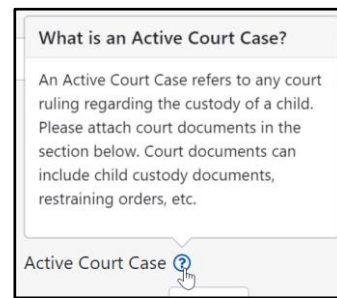 What is an Active Court Case?
An Active Court Case refers to any court
ruling regarding the custody of a child.
Please attach court documents in the
section below. Court documents can
include child custody documents,
restraining orders, etc.
Active Court Case ?